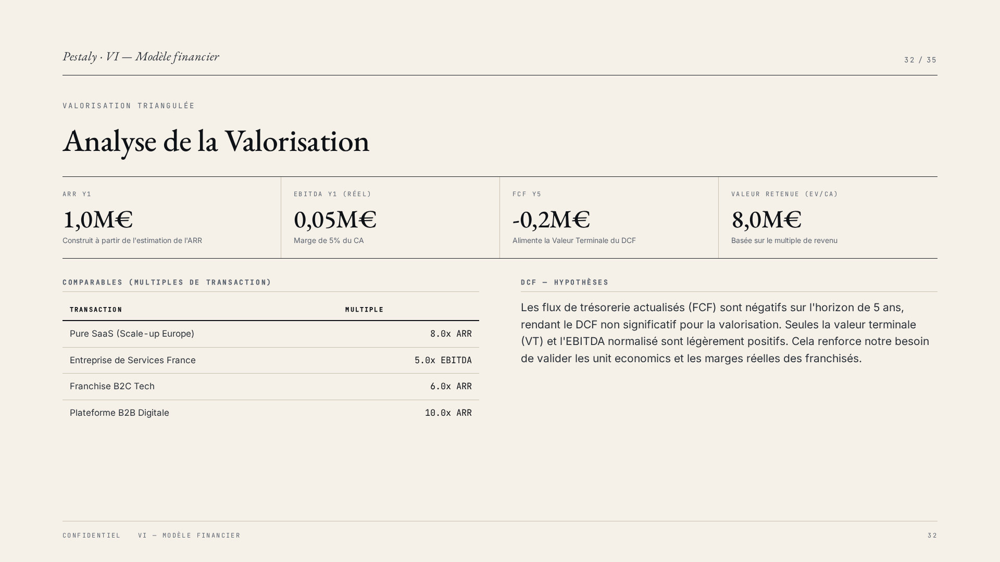 Pestaly · VI — Modèle financier
32 / 35
VALORISATION TRIANGULÉE
Analyse de la Valorisation
ARR Y1
1,0M€
Construit à partir de l'estimation de l'ARR
EBITDA Y1 (RÉEL)
0,05M€
Marge de 5% du CA
FCF Y5
-0,2M€
Alimente la Valeur Terminale du DCF
VALEUR RETENUE (EV/CA)
8,0M€
Basée sur le multiple de revenu
COMPARABLES (MULTIPLES DE TRANSACTION)
TRANSACTION MULTIPLE
Pure SaaS (Scale-up Europe) 8.0x ARR
Entreprise de Services France 5.0x EBITDA
Franchise B2C Tech 6.0x ARR
Plateforme B2B Digitale 10.0x ARR
DCF — HYPOTHÈSES
Les flux de trésorerie actualisés (FCF) sont négatifs sur l'horizon de 5 ans,
rendant le DCF non significatif pour la valorisation. Seules la valeur terminale
(VT) et l'EBITDA normalisé sont légèrement positifs. Cela renforce notre besoin
de valider les unit economics et les marges réelles des franchisés.
CONFIDENTIEL VI — MODÈLE FINANCIER
32